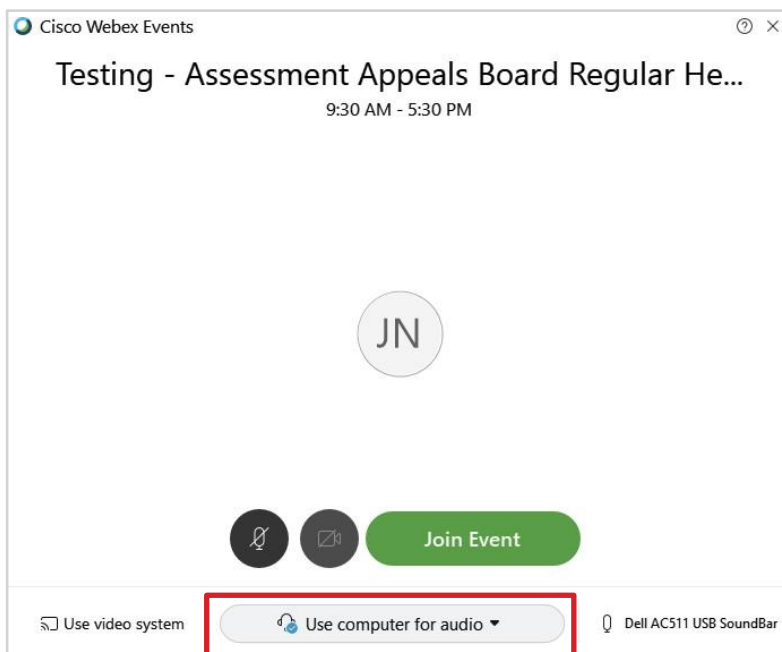 Cisco Webex Events
Testing - Assessment Appeals Board Regular He...
9:30 AM - 5:30 PM
JN
Join Event
Use video system
Use computer for audio
Dell AC511 USB SoundBar